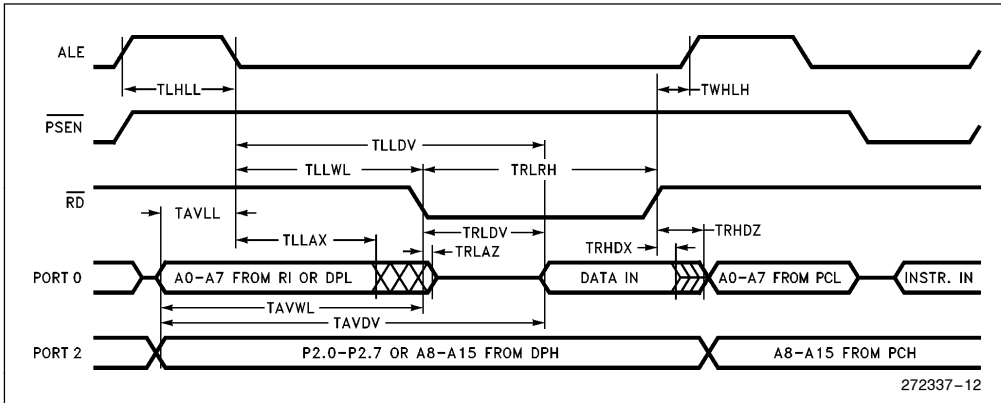 ALE
TLHLL
TWHLH
PSEN
TLLDV
TLLWL
TRLRH
RD
TAVLL
TRLDV
TRHDZ
TLLAX
TRLAZ
TRHDX
PORT 0
A0–A7 FROM RI OR DPL
DATA IN
A0–A7 FROM PCL
INSTR. IN
TAVWL
TAVDV
PORT 2
P2.0–P2.7 OR A8–A15 FROM DPH
A8–A15 FROM PCH
272337–12